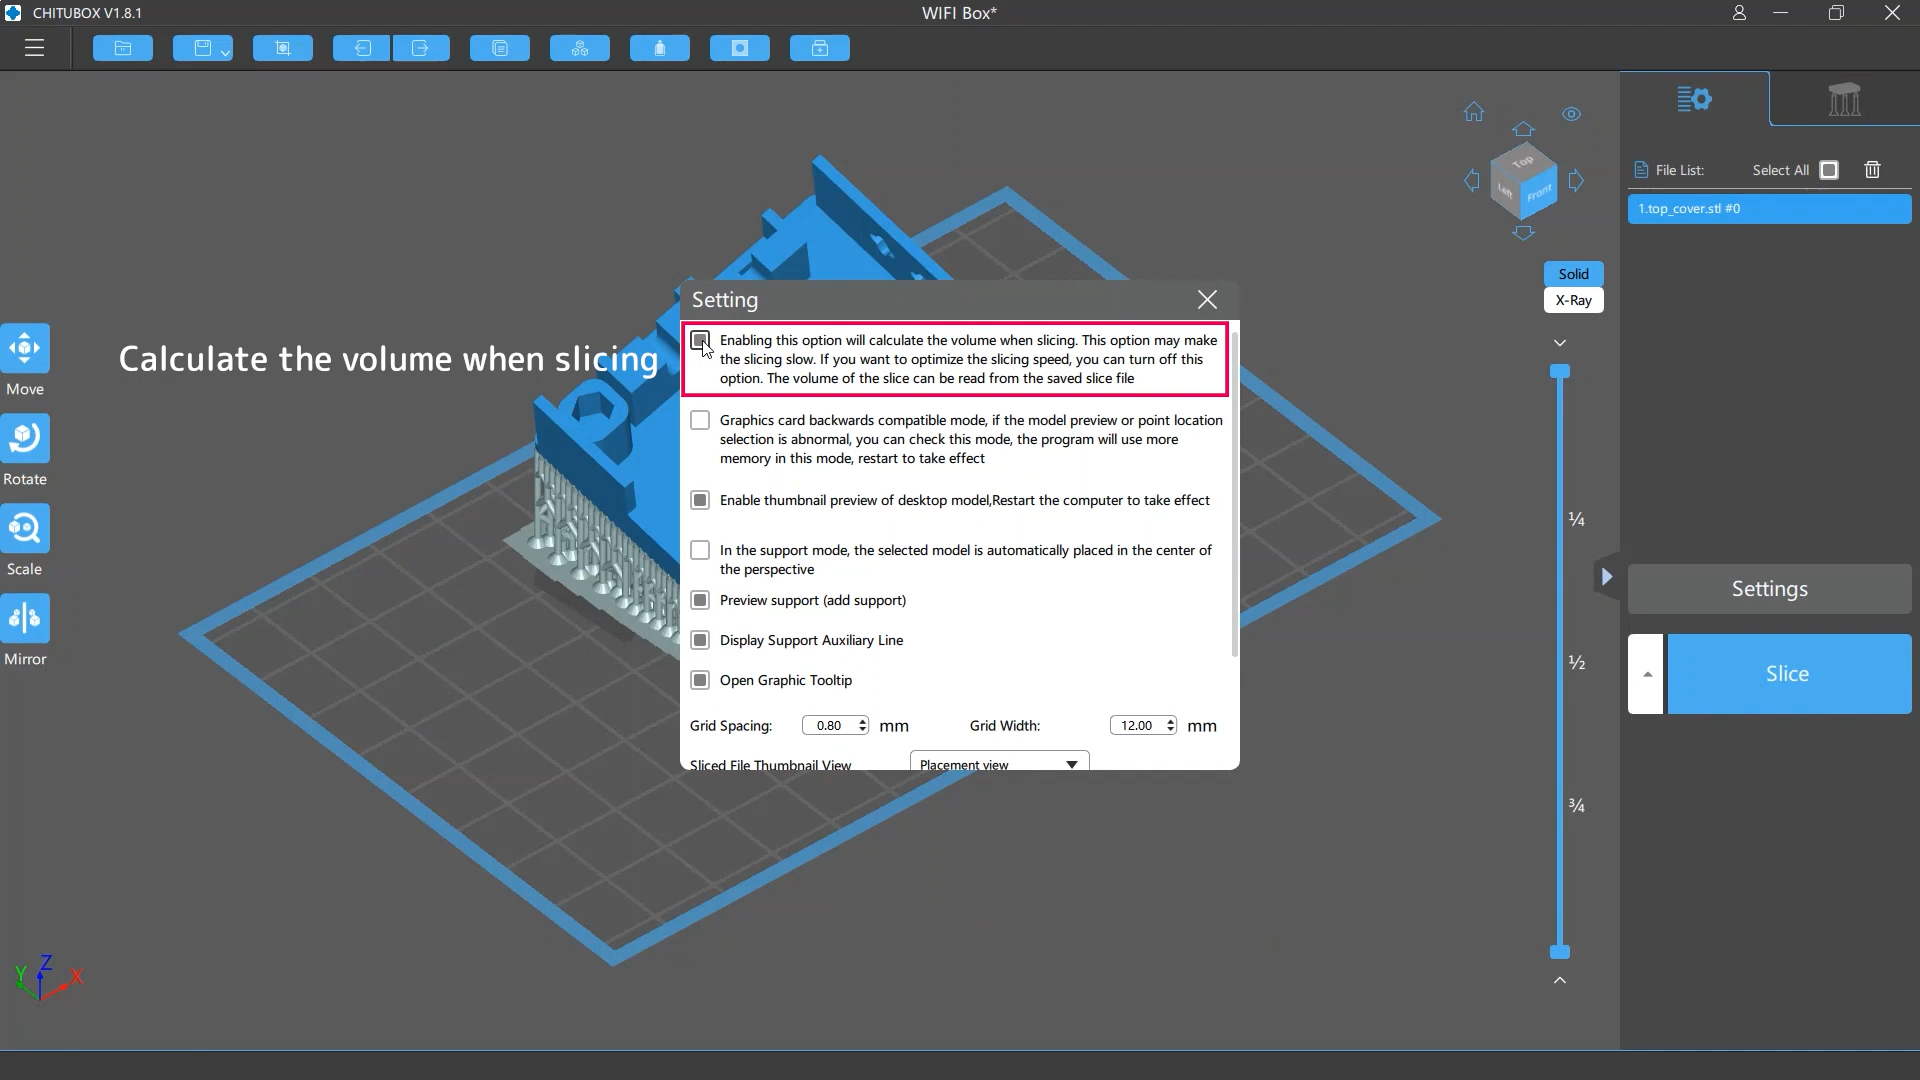 CHITUBOX V1.8.1
WIFI Box*
File List:
Select All
1.top_cover.stl #0
Top
Left
Front
Solid
X-Ray
Setting
Enabling this option will calculate the volume when slicing. This option may make
the slicing slow. If you want to optimize the slicing speed, you can turn off this
option. The volume of the slice can be read from the saved slice file
Calculate the volume when slicing
Graphics card backwards compatible mode, if the model preview or point location
selection is abnormal, you can check this mode, the program will use more
memory in this mode, restart to take effect
Enable thumbnail preview of desktop model,Restart the computer to take effect
In the support mode, the selected model is automatically placed in the center of
the perspective
Preview support (add support)
Display Support Auxiliary Line
Open Graphic Tooltip
Grid Spacing: 0.80 mm
Grid Width: 12.00 mm
Sliced File Thumbnail View
Placement view
Move
Rotate
Scale
Mirror
¼
½
¾
Settings
Slice
Y
Z
X